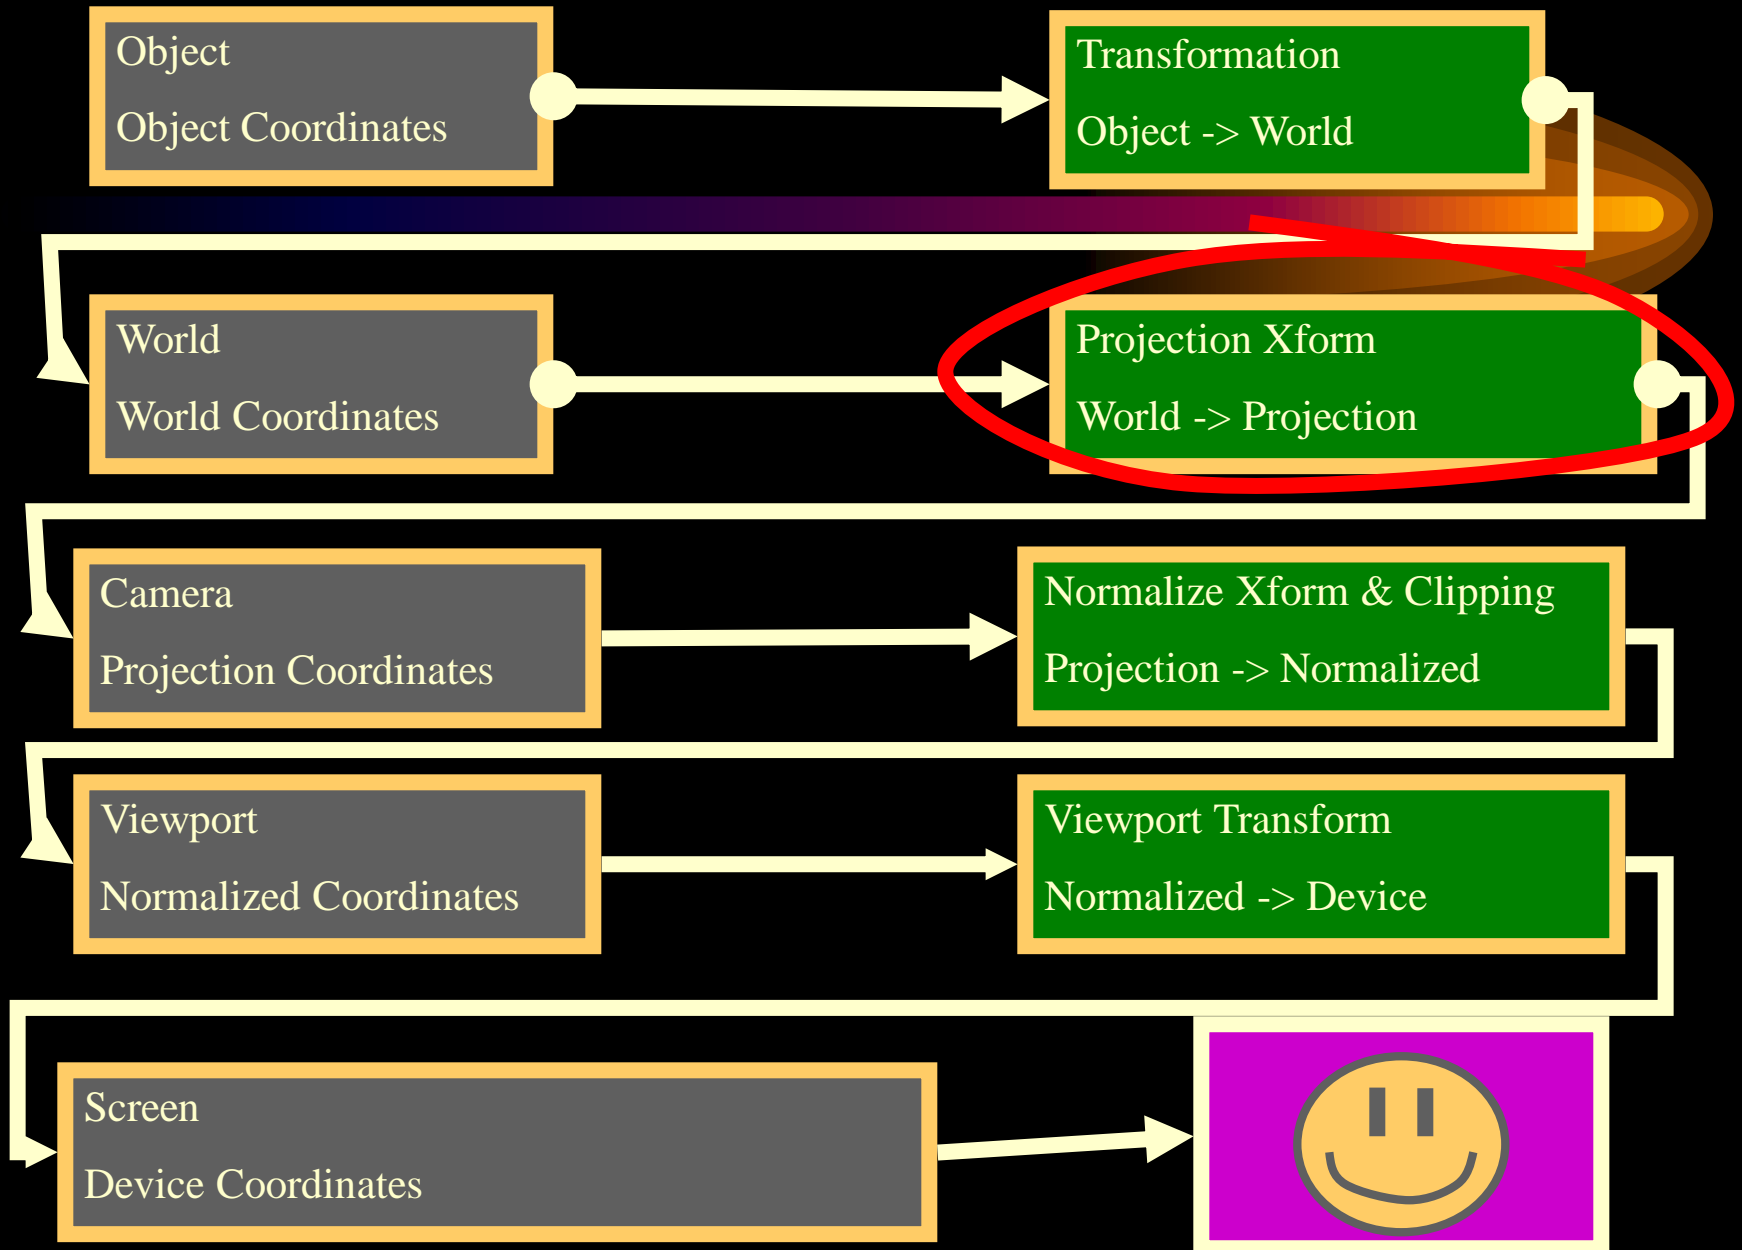 Object
Object Coordinates
Transformation
Object -> World
World
World Coordinates
Projection Xform
World -> Projection
Camera
Projection Coordinates
Normalize Xform & Clipping
Projection -> Normalized
Viewport
Normalized Coordinates
Viewport Transform
Normalized -> Device
Screen
Device Coordinates